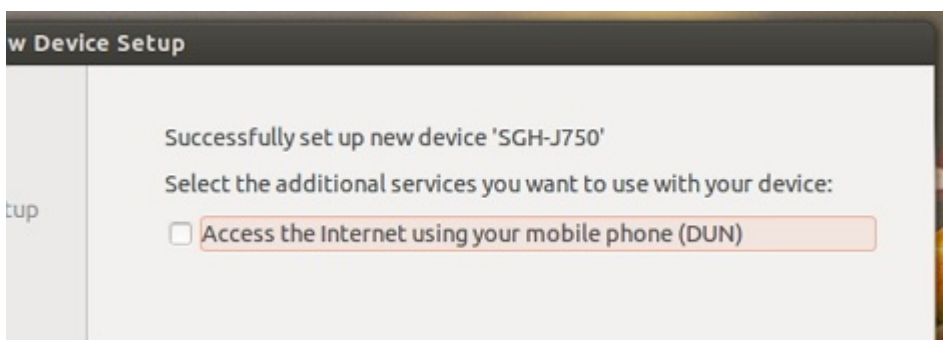 w Device Setup
Successfully set up new device 'SGH-J750'
Select the additional services you want to use with your device:
tup
Access the Internet using your mobile phone (DUN)